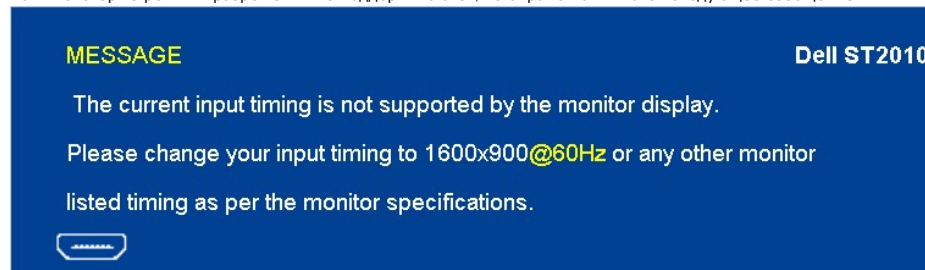 MESSAGE Dell ST2010
The current input timing is not supported by the monitor display.
Please change your input timing to 1600x900@60Hz or any other monitor
listed timing as per the monitor specifications.